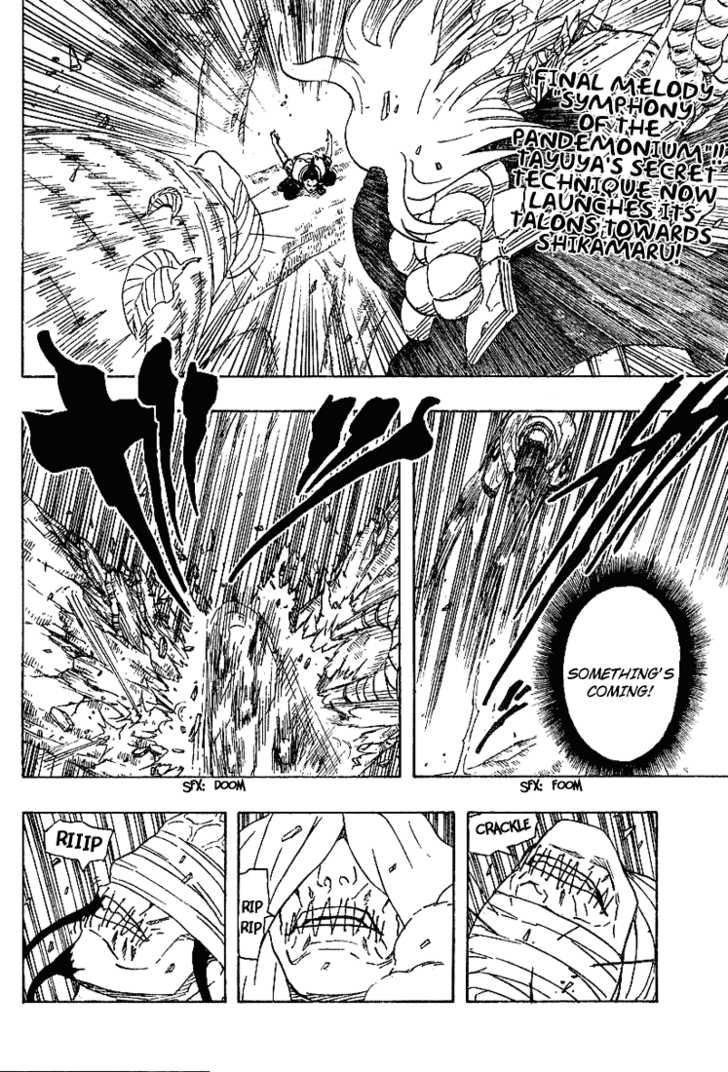 FINAL MELODY
"SYMPHONY
OF THE
PANDEMONIUM"!!
TAYUYA'S SECRET
TECHNIQUE NOW
LAUNCHES ITS
TALONS TOWARDS
SHIKAMARU!
SOMETHING'S
COMING!
SFX: FOOM
SFX: DOOM
CRACKLE
RIP
RIP
RIIIP